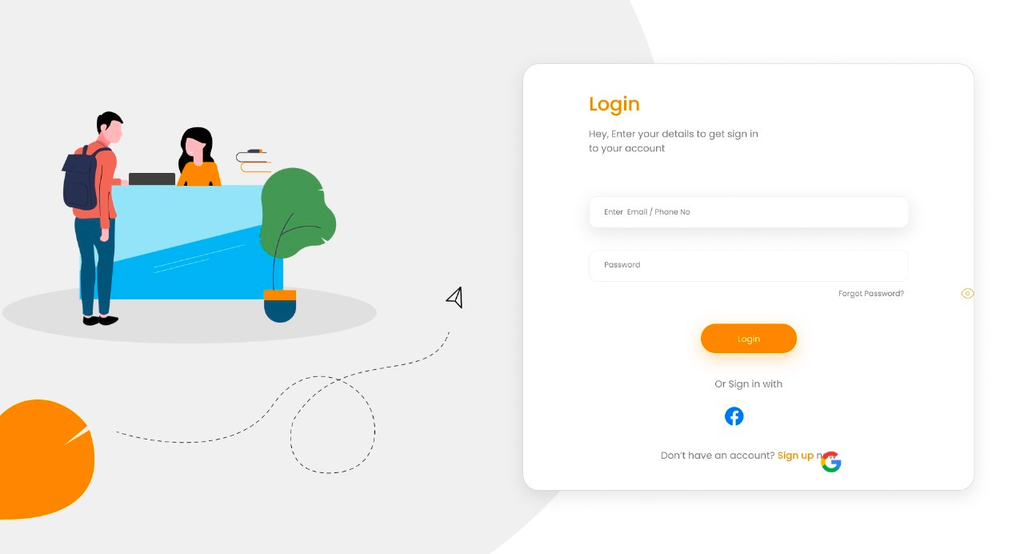 Login
Hey, Enter your details to get sign in
to your account
Enter Email / Phone No
Password
Forgot Password?
Login
Or Sign in with
Don't have an account? Sign up